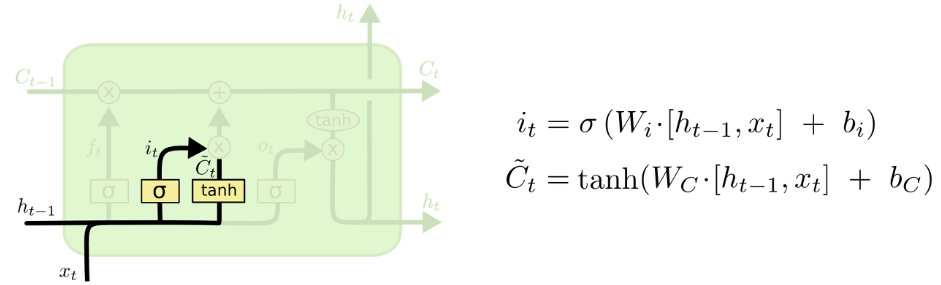 h_t
C_{t-1}
C_t
x
+
tanh
i_t
f_t
o_t
x
x
C̃_t
σ
σ
tanh
σ
h_{t-1}
h_t
x_t
i_t = σ (W_i·[h_{t-1}, x_t] + b_i)
C̃_t = tanh(W_C·[h_{t-1}, x_t] + b_C)